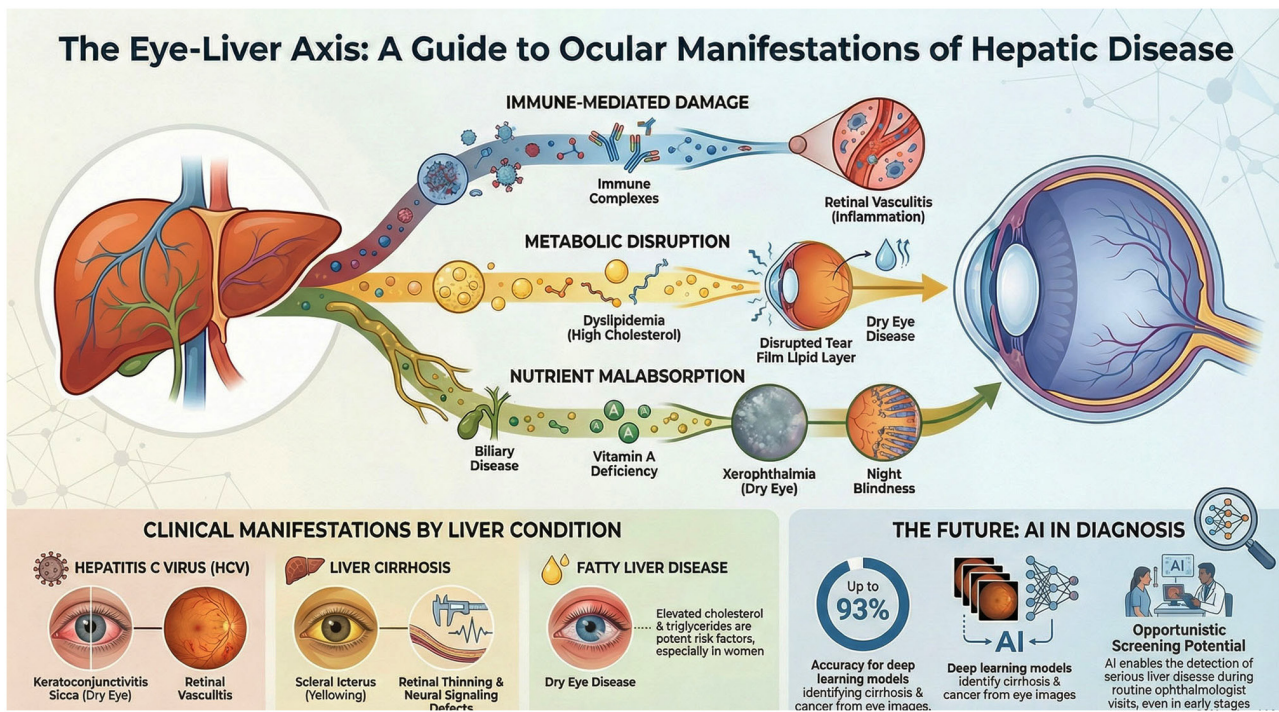 The Eye-Liver Axis: A Guide to Ocular Manifestations of Hepatic Disease
IMMUNE-MEDIATED DAMAGE
Immune
Complexes
Retinal Vasculitis
(Inflammation)
METABOLIC DISRUPTION
Dyslipidemia
(High Cholesterol)
Disrupted Tear
Film Lipid Layer
Dry Eye
Disease
NUTRIENT MALABSORPTION
A
A
A
A
Biliary
Disease
Vitamin A
Deficiency
Xerophthalmia
(Dry Eye)
Night
Blindness
CLINICAL MANIFESTATIONS BY LIVER CONDITION
HEPATITIS C VIRUS (HCV)
Keratoconjunctivitis
Sicca (Dry Eye)
Retinal
Vasculltis
LIVER CIRRHOSIS
Scleral Icterus
(Yellowing)
Retinal Thinning &
Neural Signaling
Defects
FATTY LIVER DISEASE
Dry Eye Disease
Elevated cholesterol
& triglycerides are
potent risk factors,
especially in women
THE FUTURE: AI IN DIAGNOSIS
Up to
93%
Accuracy for deep
learning models
identifying cirrhosis &
cancer from eye images.
AI
Deep learning models
identify cirrhosis &
cancer from eye images
AI
Opportunistic
Screening Potential
AI enables the detection of
serious liver disesse during
routine ophthalmologist
visits, even in early stages